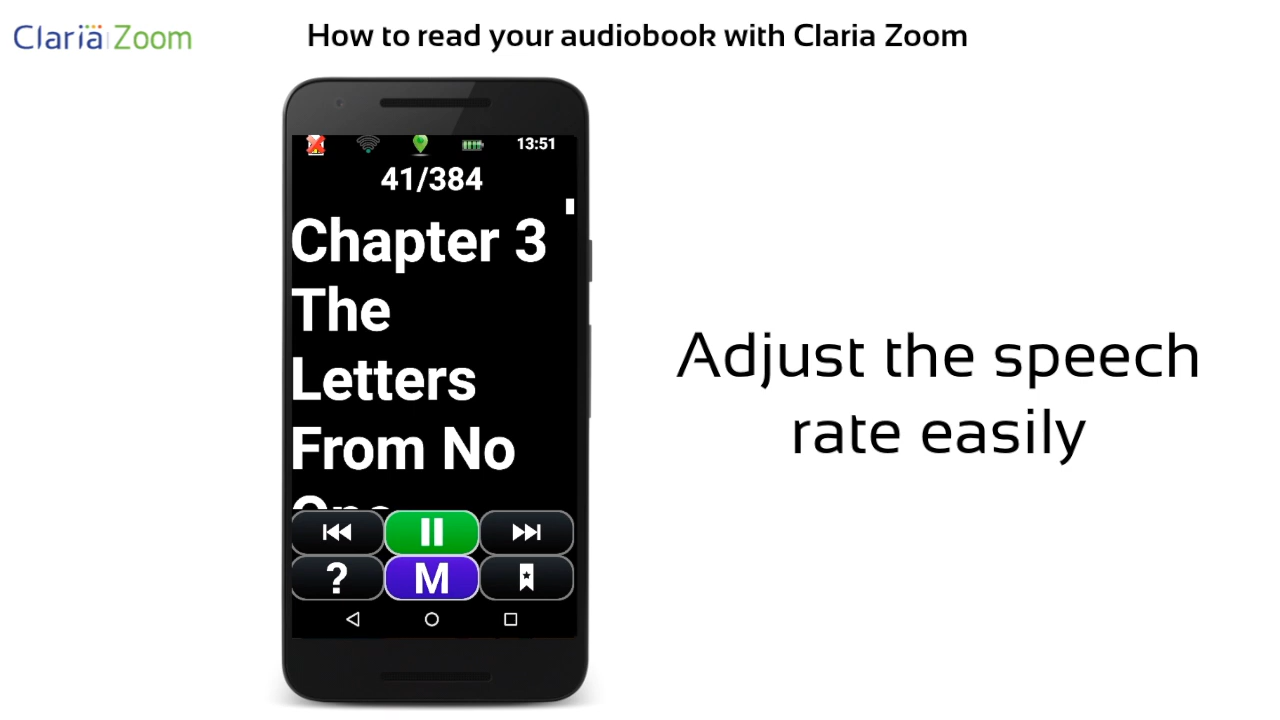 Claria Zoom
How to read your audiobook with Claria Zoom
13:51
41/384
Chapter 3
The
Letters
From No
One
?
M
Adjust the speech
rate easily